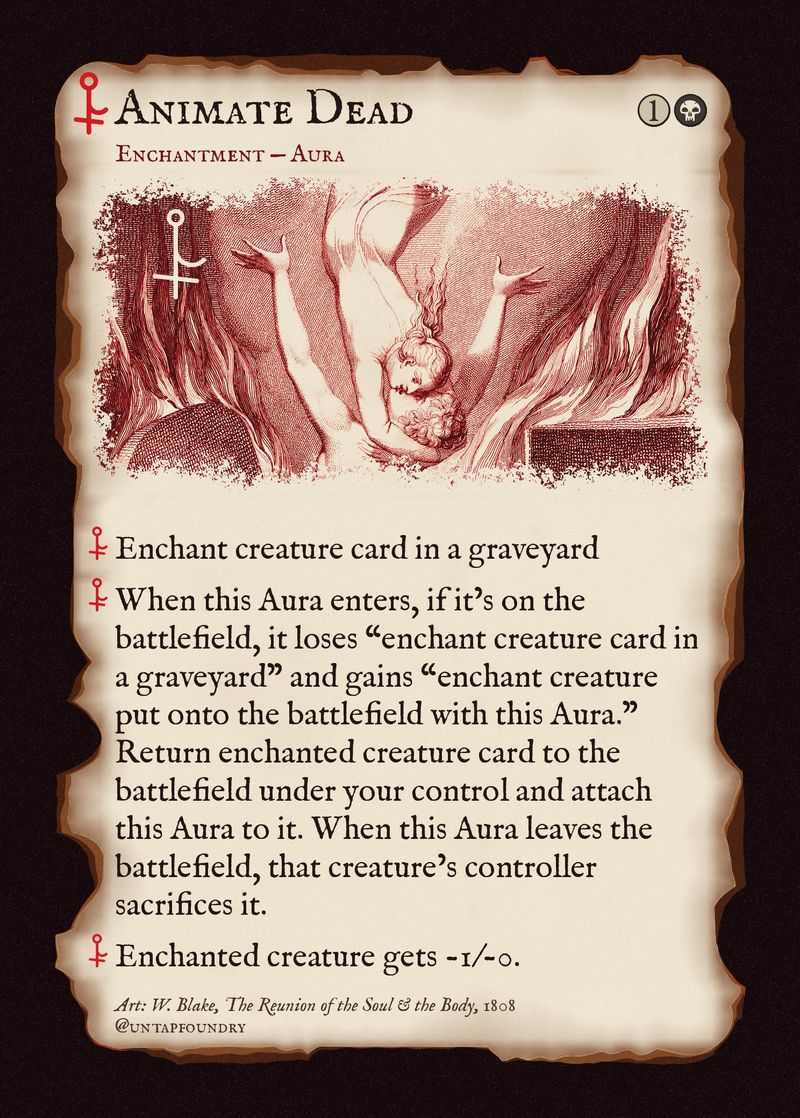 Animate Dead
1
Enchantment – Aura
Enchant creature card in a graveyard
When this Aura enters, if it’s on the
battlefield, it loses “enchant creature card in
a graveyard” and gains “enchant creature
put onto the battlefield with this Aura.”
Return enchanted creature card to the
battlefield under your control and attach
this Aura to it. When this Aura leaves the
battlefield, that creature’s controller
sacrifices it.
Enchanted creature gets -1/-0.
Art: W. Blake, The Reunion of the Soul & the Body, 1808
@untapfoundry